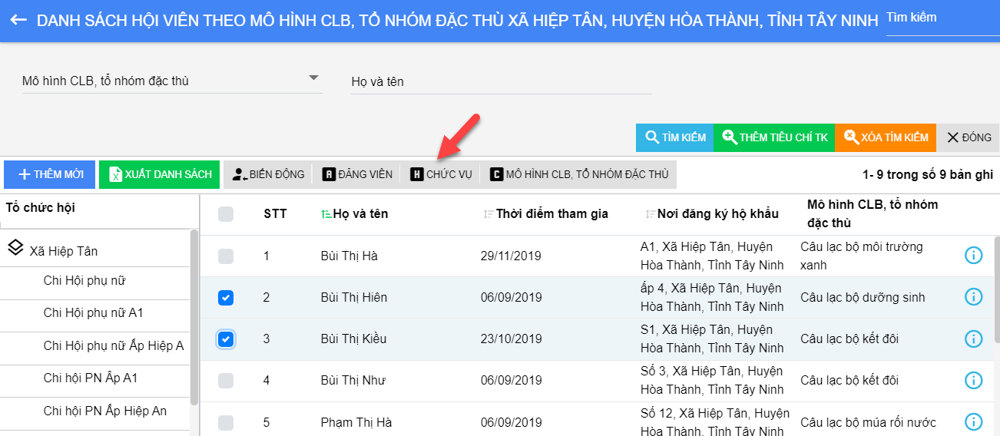 DANH SÁCH HỘI VIÊN THEO MÔ HÌNH CLB, TỔ NHÓM ĐẶC THÙ XÃ HIỆP TÂN, HUYỆN HÒA THÀNH, TỈNH TÂY NINH
Tìm kiếm
Mô hình CLB, tổ nhóm đặc thù
Họ và tên
TÌM KIẾM
THÊM TIÊU CHÍ TK
XÓA TÌM KIẾM
ĐÓNG
THÊM MỚI
XUẤT DANH SÁCH
BIẾN ĐỘNG
A ĐẢNG VIÊN
H CHỨC VỤ
C MÔ HÌNH CLB, TỔ NHÓM ĐẶC THÙ
1- 9 trong số 9 bản ghi
Tổ chức hội
Xã Hiệp Tân
Chi Hội phụ nữ
Chi Hội phụ nữ A1
Chi Hội phụ nữ Ấp Hiệp A
Chi hội PN Ấp A1
Chi hội PN Ấp Hiệp An
STT
Họ và tên
Thời điểm tham gia
Nơi đăng ký hộ khẩu
Mô hình CLB, tổ nhóm
đặc thù
1
Bùi Thị Hà
29/11/2019
A1, Xã Hiệp Tân, Huyện
Hòa Thành, Tỉnh Tây Ninh
Câu lạc bộ môi trường
xanh
2
Bùi Thị Hiên
06/09/2019
ấp 4, Xã Hiệp Tân, Huyện
Hòa Thành, Tỉnh Tây Ninh
Câu lạc bộ dưỡng sinh
3
Bùi Thị Kiều
23/10/2019
S1, Xã Hiệp Tân, Huyện
Hòa Thành, Tỉnh Tây Ninh
Câu lạc bộ kết đôi
4
Bùi Thị Như
06/09/2019
Số 3, Xã Hiệp Tân, Huyện
Hòa Thành, Tỉnh Tây Ninh
Câu lạc bộ kết đôi
5
Phạm Thị Hà
06/09/2019
Số 12, Xã Hiệp Tân, Huyện
Hòa Thành, Tỉnh Tây Ninh
Câu lạc bộ múa rối nước